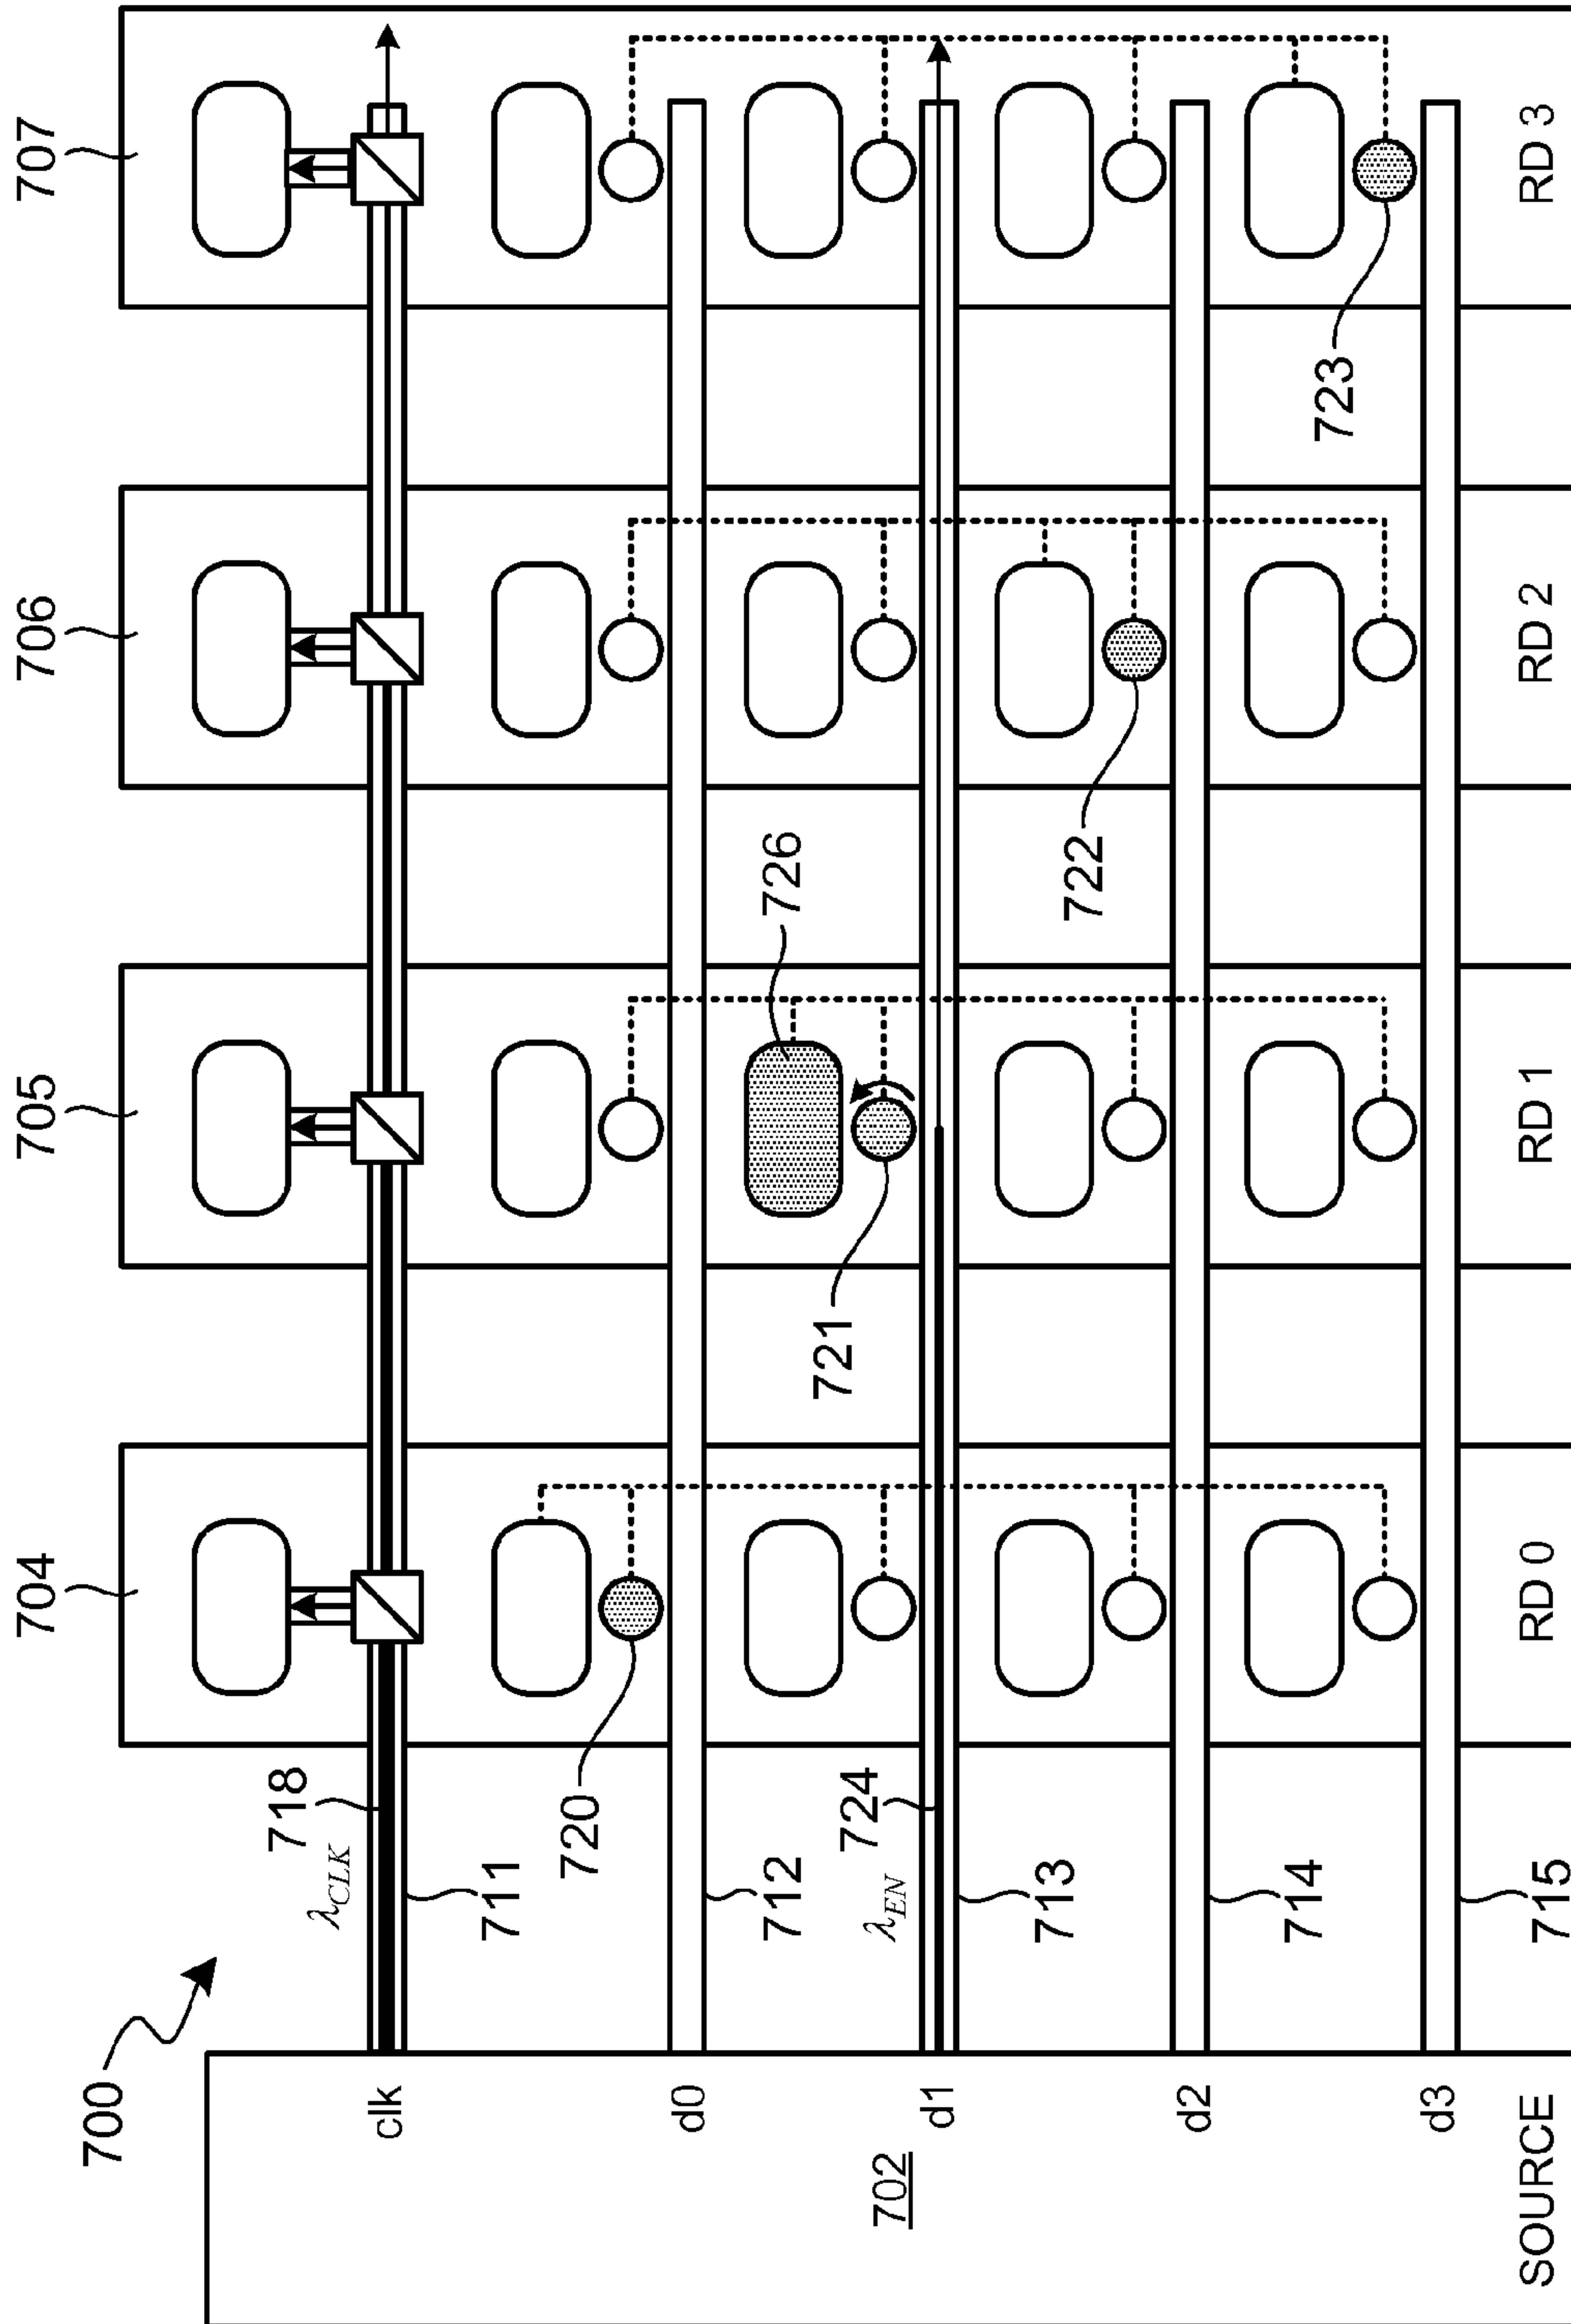 700
702
SOURCE
clk
d0
d1
d2
d3
718
λCLK
711
720
712
724
λEN
713
714
715
704
705
706
707
721
726
722
723
RD 0
RD 1
RD 2
RD 3